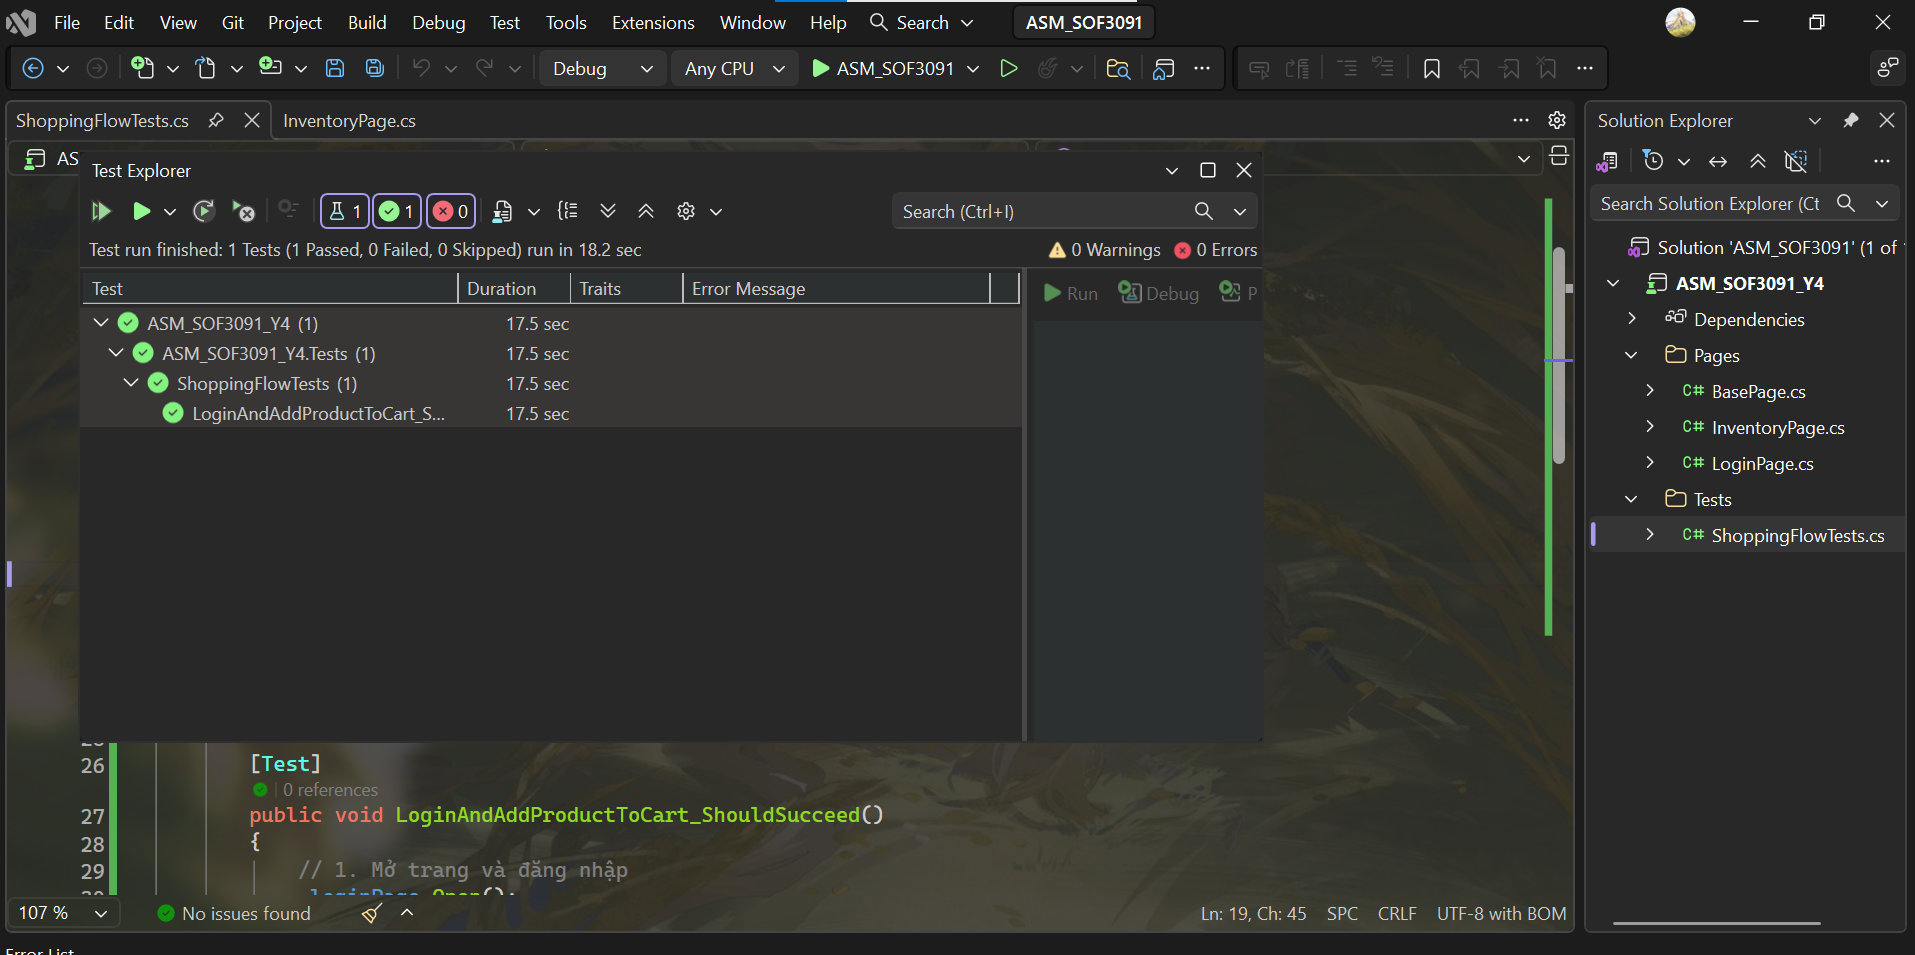 File Edit View Git Project Build Debug Test Tools Extensions Window Help Search ASM_SOF3091
Debug Any CPU ASM_SOF3091
ShoppingFlowTests.cs InventoryPage.cs
AS
Test Explorer
1 1 0
Search (Ctrl+I)
Test run finished: 1 Tests (1 Passed, 0 Failed, 0 Skipped) run in 18.2 sec
0 Warnings 0 Errors
Test Duration Traits Error Message
Run Debug P
ASM_SOF3091_Y4 (1) 17.5 sec
ASM_SOF3091_Y4.Tests (1) 17.5 sec
ShoppingFlowTests (1) 17.5 sec
LoginAndAddProductToCart_S... 17.5 sec
26 [Test]
0 references
27 public void LoginAndAddProductToCart_ShouldSucceed()
28 {
29 // 1. Mở trang và đăng nhập
loginPage.Open();
107 % No issues found Ln: 19, Ch: 45 SPC CRLF UTF-8 with BOM
Error List
Solution Explorer
Search Solution Explorer (Ct
Solution 'ASM_SOF3091' (1 of
ASM_SOF3091_Y4
Dependencies
Pages
C# BasePage.cs
C# InventoryPage.cs
C# LoginPage.cs
Tests
C# ShoppingFlowTests.cs